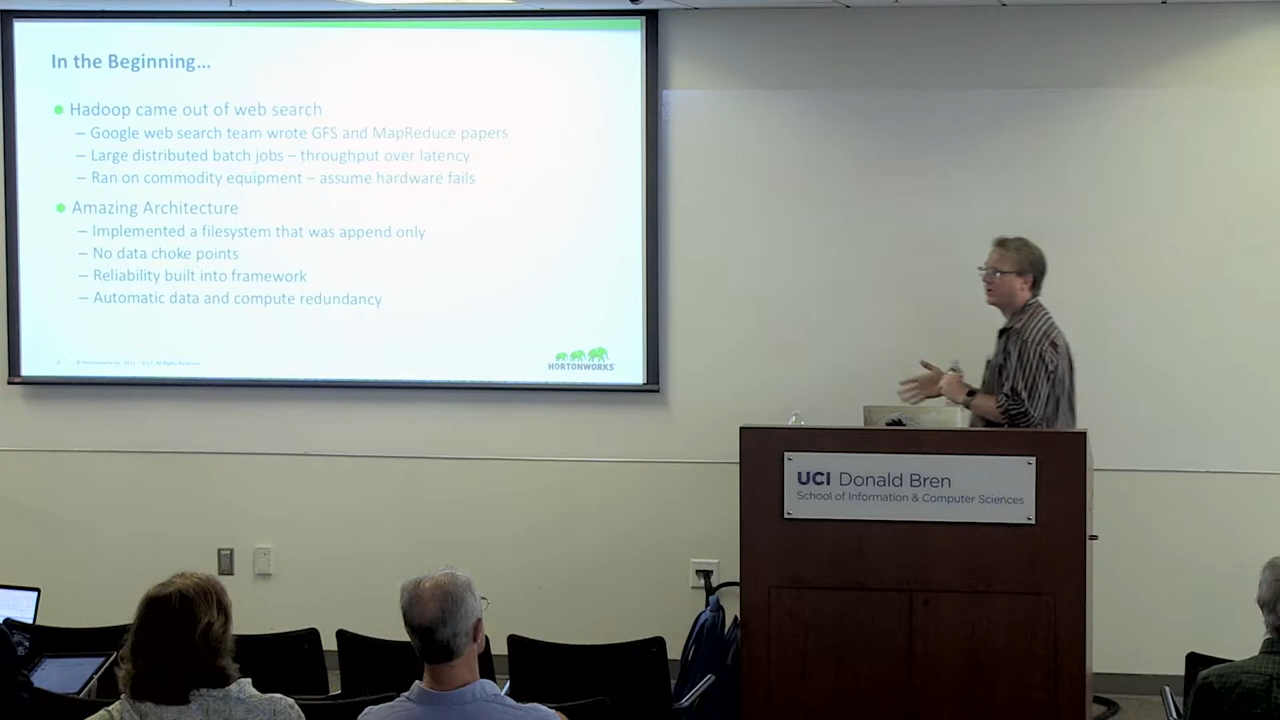 In the Beginning...
Hadoop came out of web search
– Google web search team wrote GFS and MapReduce papers
– Large distributed batch jobs – throughput over latency
– Ran on commodity equipment – assume hardware fails
Amazing Architecture
– Implemented a filesystem that was append only
– No data choke points
– Reliability built into framework
– Automatic data and compute redundancy
HORTONWORKS
UCI Donald Bren
School of Information & Computer Sciences